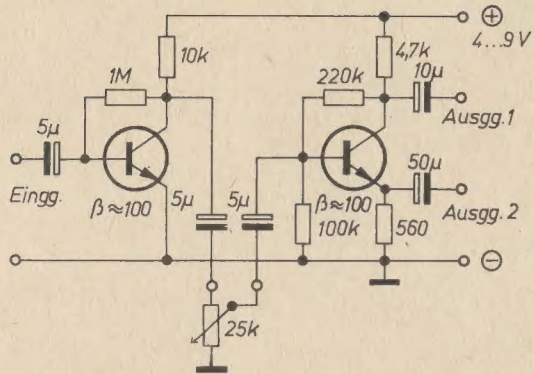 ⊕
4...9 V
10k
4,7k
1M
220k
10µ
5µ
Ausgg.1
50µ
Eingg.
β≈100
5µ
5µ
β≈100
100k
560
Ausgg.2
⊖
25k